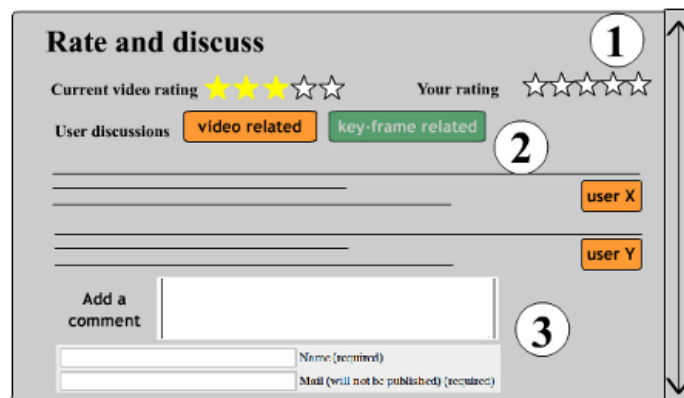 Rate and discuss
1
Current video rating Your rating
User discussions video related key-frame related
2
user X
user Y
Add a
comment
3
Name (required)
Mail (will not be published) (required)